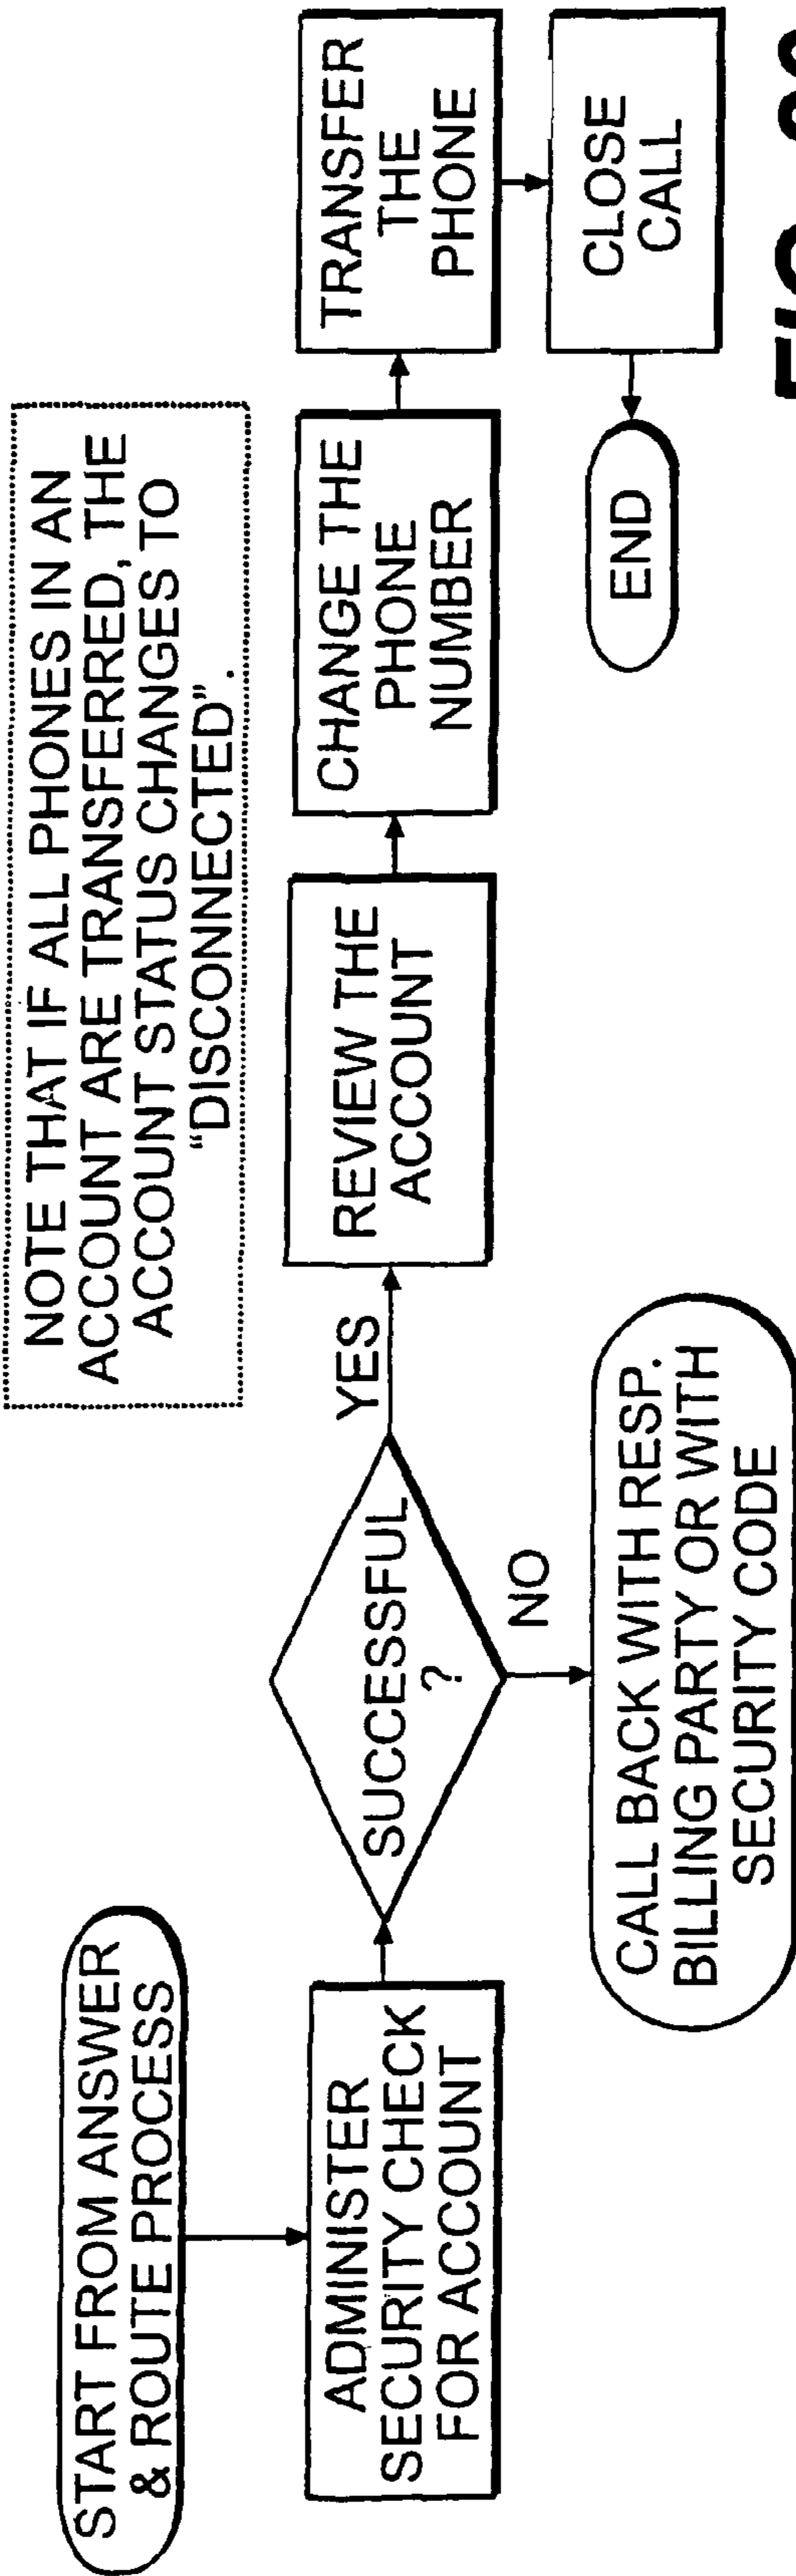 START FROM ANSWER
& ROUTE PROCESS
NOTE THAT IF ALL PHONES IN AN
ACCOUNT ARE TRANSFERRED, THE
ACCOUNT STATUS CHANGES TO
“DISCONNECTED”.
ADMINISTER
SECURITY CHECK
FOR ACCOUNT
SUCCESSFUL
?
YES
NO
REVIEW THE
ACCOUNT
CHANGE THE
PHONE
NUMBER
TRANSFER
THE
PHONE
CALL BACK WITH RESP.
BILLING PARTY OR WITH
SECURITY CODE
END
CLOSE
CALL
FIG.